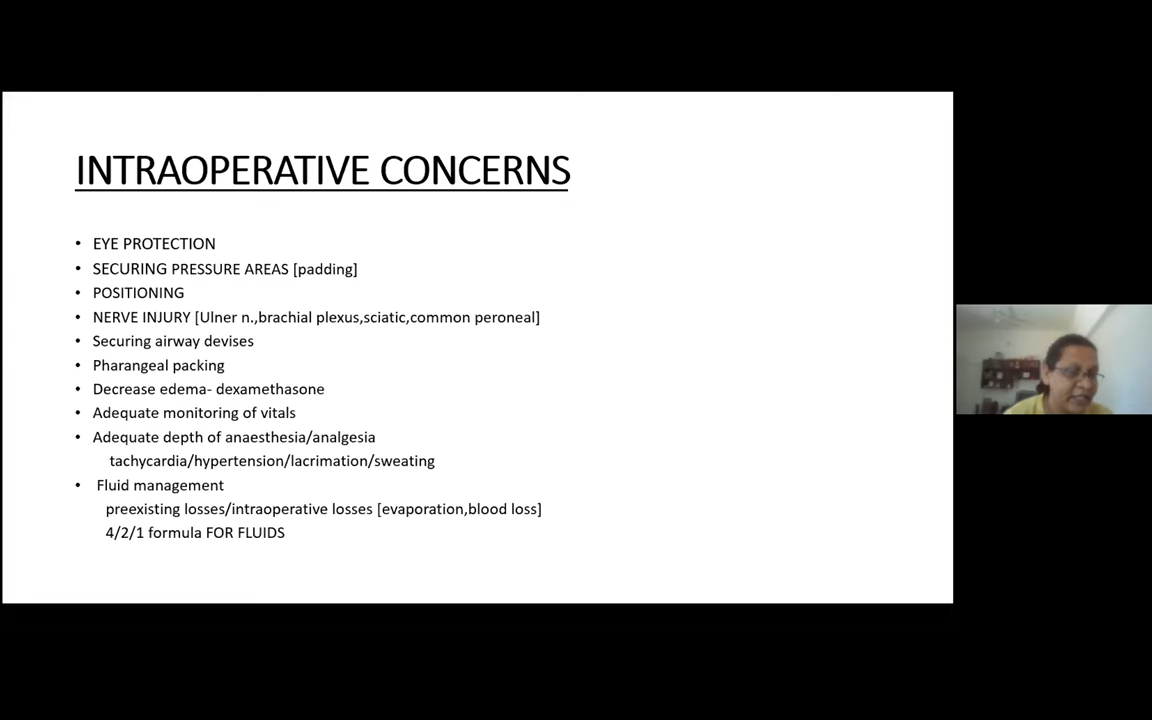 INTRAOPERATIVE CONCERNS
• EYE PROTECTION
• SECURING PRESSURE AREAS [padding]
• POSITIONING
• NERVE INJURY [Ulner n.,brachial plexus,sciatic,common peroneal]
• Securing airway devises
• Pharangeal packing
• Decrease edema- dexamethasone
• Adequate monitoring of vitals
• Adequate depth of anaesthesia/analgesia
tachycardia/hypertension/lacrimation/sweating
• Fluid management
preexisting losses/intraoperative losses [evaporation,blood loss]
4/2/1 formula FOR FLUIDS